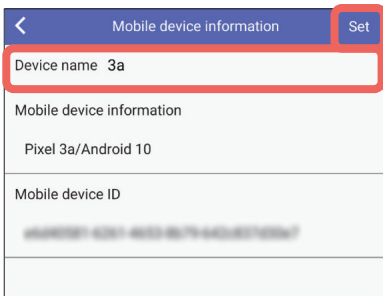 Mobile device information
Set
Device name 3a
Mobile device information
Pixel 3a/Android 10
Mobile device ID